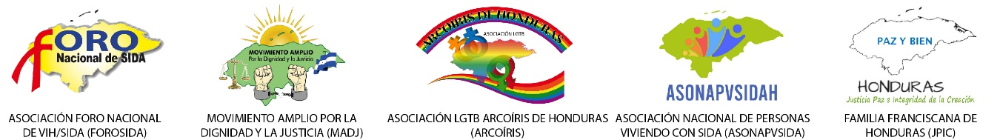 FORO
Nacional de SIDA
ASOCIACIÓN FORO NACIONAL
DE VIH/SIDA (FOROSIDA)
MOVIMIENTO AMPLIO
Por la Dignidad y la Justicia
MOVIMIENTO AMPLIO POR LA
DIGNIDAD Y LA JUSTICIA (MADJ)
ARCOÍRIS DE HONDURAS
ASOCIACIÓN LGTB
ASOCIACIÓN LGTB ARCOÍRIS DE HONDURAS
(ARCOÍRIS)
ASONAPVSIDAH
ASOCIACIÓN NACIONAL DE PERSONAS
VIVIENDO CON SIDA (ASONAPVSIDA)
PAZ Y BIEN
HONDURAS
Justicia Paz e Integridad de la Crección
FAMILIA FRANCISCANA DE
HONDURAS (JPIC)